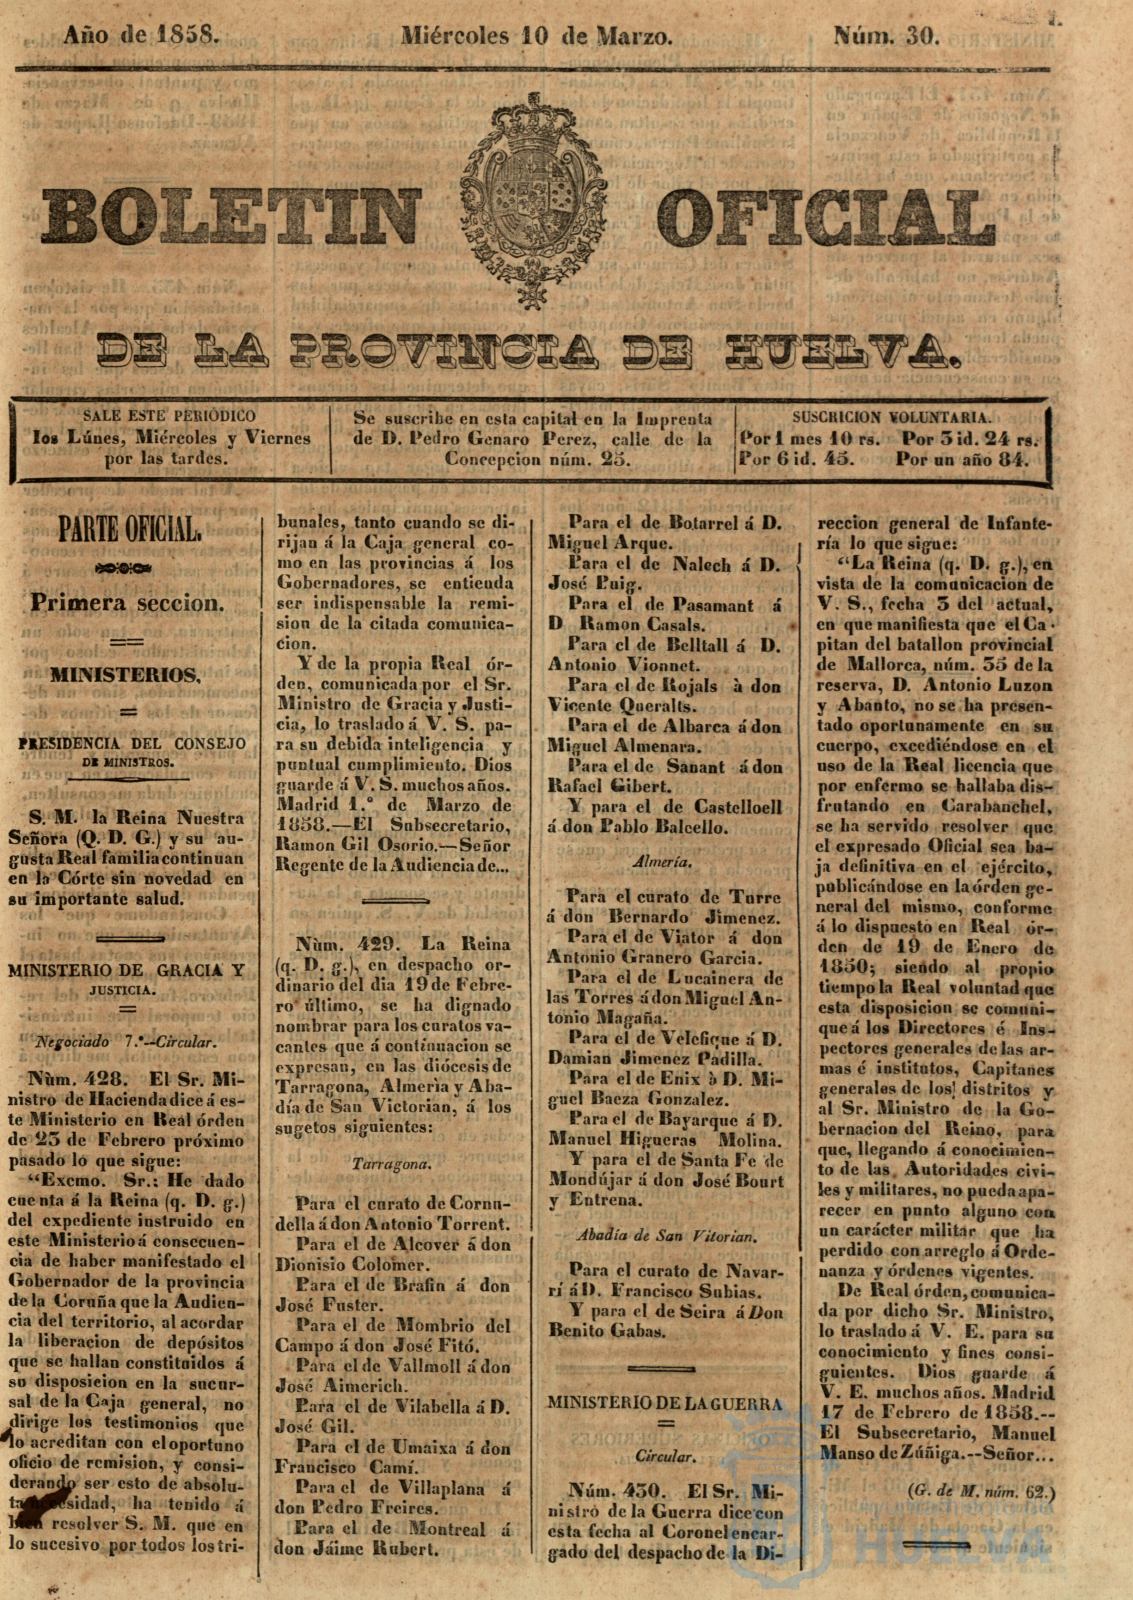 Año de 1858.
Miércoles 10 de Marzo.
Núm. 30.
BOLETIN OFICIAL
DE LA PROVINCIA DE HUELVA.
SALE ESTE PERIÓDICO
los Lúnes, Miércoles y Viernes
por las tardes.
Se suscribe en esta capital en la Imprenta
de D. Pedro Genaro Perez, calle de la
Concepcion núm. 25.
SUSCRICION VOLUNTARIA.
Por 1 mes 10 rs. Por 3 id. 24 rs.
Por 6 id. 45. Por un año 84.
PARTE OFICIAL.
Primera seccion.
MINISTERIOS.
PRESIDENCIA DEL CONSEJO
DE MINISTROS.
S. M. la Reina Nuestra
Señora (Q. D. G.) y su au-
gusta Real familia continuan
en la Córte sin novedad en
su importante salud.
MINISTERIO DE GRACIA Y
JUSTICIA.
Negociado 7.º--Circular.
Nùm. 428. El Sr. Mi-
nistro de Hacienda dice á es-
te Ministerio en Real órden
de 23 de Febrero próximo
pasado lo que sigue:
"Excmo. Sr.: He dado
cuenta á la Reina (q. D. g.)
del expediente instruido en
este Ministerio á consecuen-
cia de haber manifestado el
Gobernador de la provincia
de la Coruña que la Audien-
cia del territorio, al acordar
la liberacion de depósitos
que se hallan constituidos á
su disposicion en la sucur-
sal de la Caja general, no
dirige los testimonios que
lo acreditan con el oportuno
oficio de remision, y consi-
derando ser esto de absolu-
ta necesidad, ha tenido á
bien resolver S. M. que en
lo sucesivo por todos los tri-
bunales, tanto cuando se di-
rijan á la Caja general co-
mo en las provincias á los
Gobernadores, se entienda
ser indispensable la remi-
sion de la citada comunica-
cion.
Y de la propia Real ór-
den, comunicada por el Sr.
Ministro de Gracia y Justi-
cia, lo traslado á V. S. pa-
ra su debida inteligencia y
puntual cumplimiento. Dios
guarde á V. S. muchos años.
Madrid 1.º de Marzo de
1858.—El Subsecretario,
Ramon Gil Osorio.—Señor
Regente de la Audiencia de...
Nùm. 429. La Reina
(q. D. g.), en despacho or-
dinario del dia 19 de Febre-
ro último, se ha dignado
nombrar para los curatos va-
cantes que á continuacion se
expresan, en las diócesis de
Tarragona, Almeria y Aba-
día de San Victorian, á los
sugetos siguientes:
Tarragona.
Para el curato de Cornu-
della á don Antonio Torrent.
Para el de Alcover á don
Dionisio Colomer.
Para el de Brafin á don
José Fuster.
Para el de Mombrio del
Campo á don José Fitó.
Para el de Vallmoll á don
José Aimerich.
Para el de Vilabella á D.
José Gil.
Para el de Umaixa á don
Francisco Camí.
Para el de Villaplana á
don Pedro Freires.
Para el de Montreal á
don Jáime Rubert.
Para el de Botarrel á D.
Miguel Arque.
Para el de Nalech á D.
José Puig.
Para el de Pasamant á
D Ramon Casals.
Para el de Belltall á D.
Antonio Vionnet.
Para el de Rojals à don
Vicente Queralts.
Para el de Albarca á don
Miguel Almenara.
Para el de Sanant á don
Rafael Gibert.
Y para el de Castelloell
á don Pablo Balcello.
Almería.
Para el curato de Turre
á don Bernardo Jimenez.
Para el de Viator á don
Antonio Granero Garcia.
Para el de Lucainera de
las Torres á don Miguel An-
tonio Magaña.
Para el de Velefique á D.
Damian Jimenez Padilla.
Para el de Enix à D. Mi-
guel Baeza Gonzalez.
Para el de Bayarque á D.
Manuel Higueras Molina.
Y para el de Santa Fe de
Mondújar á don José Bourt
y Entrena.
Abadía de San Vitorian.
Para el curato de Navar-
rí á D. Francisco Subias.
Y para el de Seira á Don
Benito Gabas.
MINISTERIO DE LA GUERRA
Circular.
Núm. 430. El Sr. Mi-
nistro de la Guerra dice con
esta fecha al Coronel encar-
gado del despacho de la Di-
reccion general de Infante-
ría lo que sigue:
"La Reina (q. D. g.), en
vista de la comunicacion de
V. S., fecha 3 del actual,
en que manifiesta que el Ca-
pitan del batallon provincial
de Mallorca, núm. 35 de la
reserva, D. Antonio Luzon
y Abanto, no se ha presen-
tado oportunamente en su
cuerpo, excediéndose en el
uso de la Real licencia que
por enfermo se hallaba dis-
frutando en Carabanchel,
se ha servido resolver que
el expresado Oficial sea ba-
ja definitiva en el ejército,
publicándose en la órden ge-
neral del mismo, conforme
á lo dispuesto en Real ór-
den de 19 de Enero de
1850; siendo al propio
tiempo la Real voluntad que
esta disposicion se comuni-
que á los Directores é Ins-
pectores generales de las ar-
mas é institutos, Capitanes
generales de los distritos y
al Sr. Ministro de la Go-
bernacion del Reino, para
que, llegando á conocimien-
to de las Autoridades civi-
les y militares, no pueda apa-
recer en punto alguno con
un carácter militar que ha
perdido con arreglo á Orde-
nanza y órdenes vigentes.
De Real órden, comunica-
da por dicho Sr. Ministro,
lo traslado á V. E. para su
conocimiento y fines consi-
guientes. Dios guarde á
V. E. muchos años. Madrid
17 de Febrero de 1858.--
El Subsecretario, Manuel
Manso de Zúñiga.--Señor...
(G. de M. núm. 62.)
HUELVA